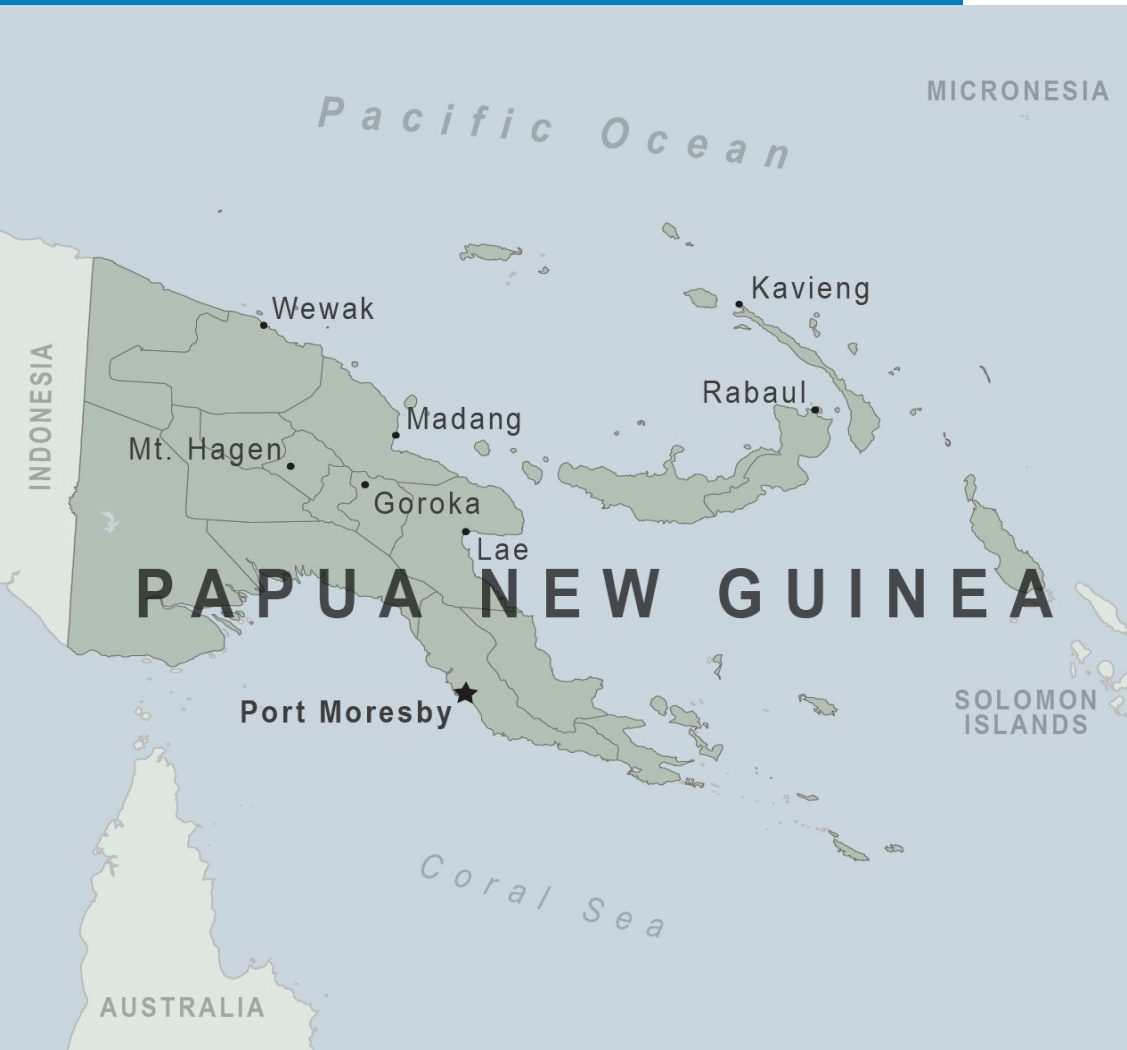 MICRONESIA
Pacific Ocean
Kavieng
Wewak
INDONESIA
Rabaul
Madang
Mt. Hagen
Goroka
Lae
PAPUA NEW GUINEA
Port Moresby
SOLOMON
ISLANDS
Coral Sea
AUSTRALIA